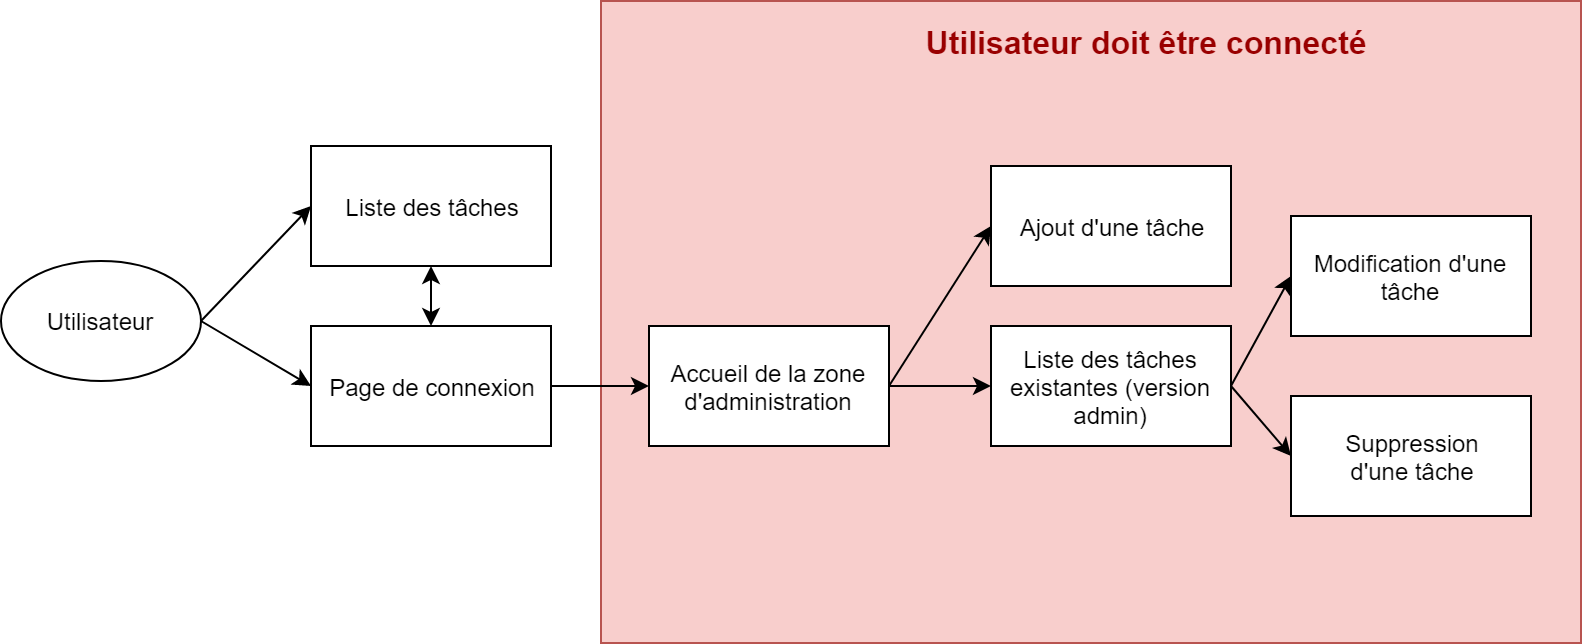 Utilisateur doit être connecté
Utilisateur
Liste des tâches
Page de connexion
Accueil de la zone
d'administration
Ajout d'une tâche
Liste des tâches
existantes (version
admin)
Modification d'une
tâche
Suppression
d'une tâche